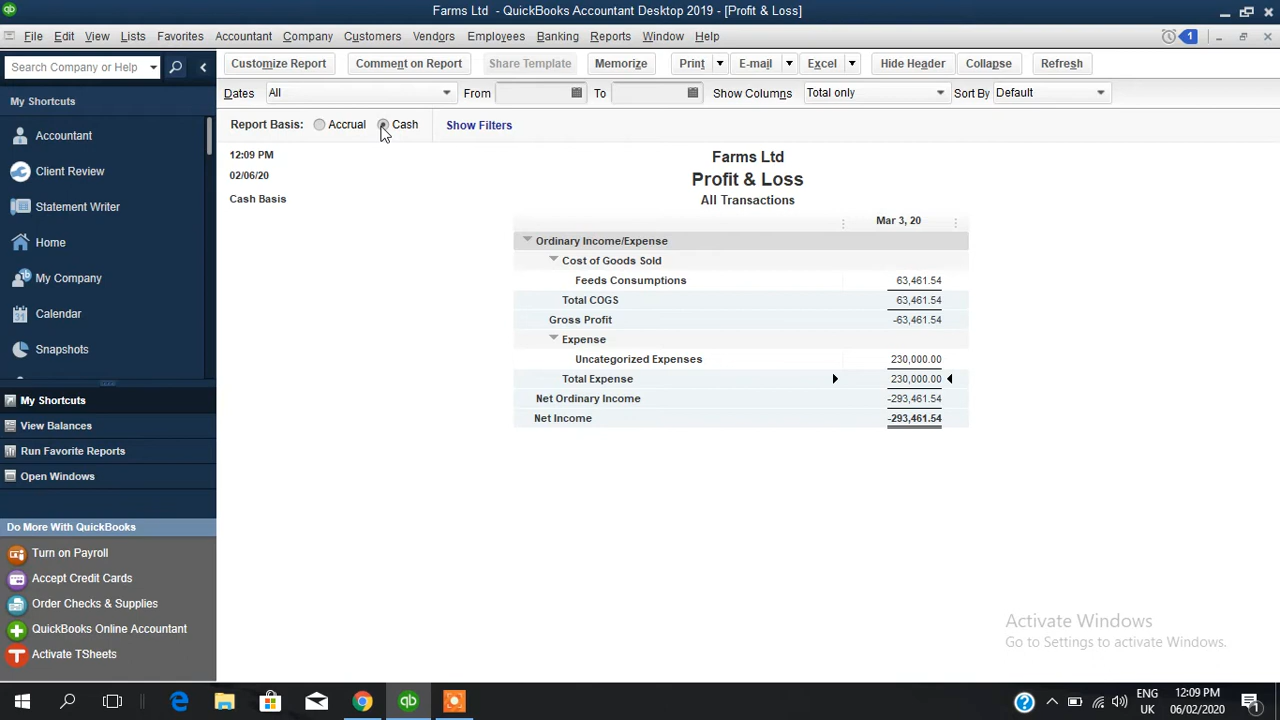 Farms Ltd - QuickBooks Accountant Desktop 2019 - [Profit & Loss]
File Edit View Lists Favorites Accountant Company Customers Vendors Employees Banking Reports Window Help 1
Search Company or Help
Customize Report Comment on Report Share Template Memorize Print E-mail Excel Hide Header Collapse Refresh
My Shortcuts
Dates All From To Show Columns Total only Sort By Default
Report Basis: Accrual Cash Show Filters
Accountant
Client Review
Statement Writer
Home
My Company
Calendar
Snapshots
My Shortcuts
View Balances
Run Favorite Reports
Open Windows
Do More With QuickBooks
Turn on Payroll
Accept Credit Cards
Order Checks & Supplies
QuickBooks Online Accountant
Activate TSheets
12:09 PM
02/06/20
Cash Basis
Farms Ltd
Profit & Loss
All Transactions
Mar 3, 20
Ordinary Income/Expense
Cost of Goods Sold
Feeds Consumptions 63,461.54
Total COGS 63,461.54
Gross Profit -63,461.54
Expense
Uncategorized Expenses 230,000.00
Total Expense 230,000.00
Net Ordinary Income -293,461.54
Net Income -293,461.54
Activate Windows
Go to Settings to activate Windows.
ENG 12:09 PM
UK 06/02/2020 1